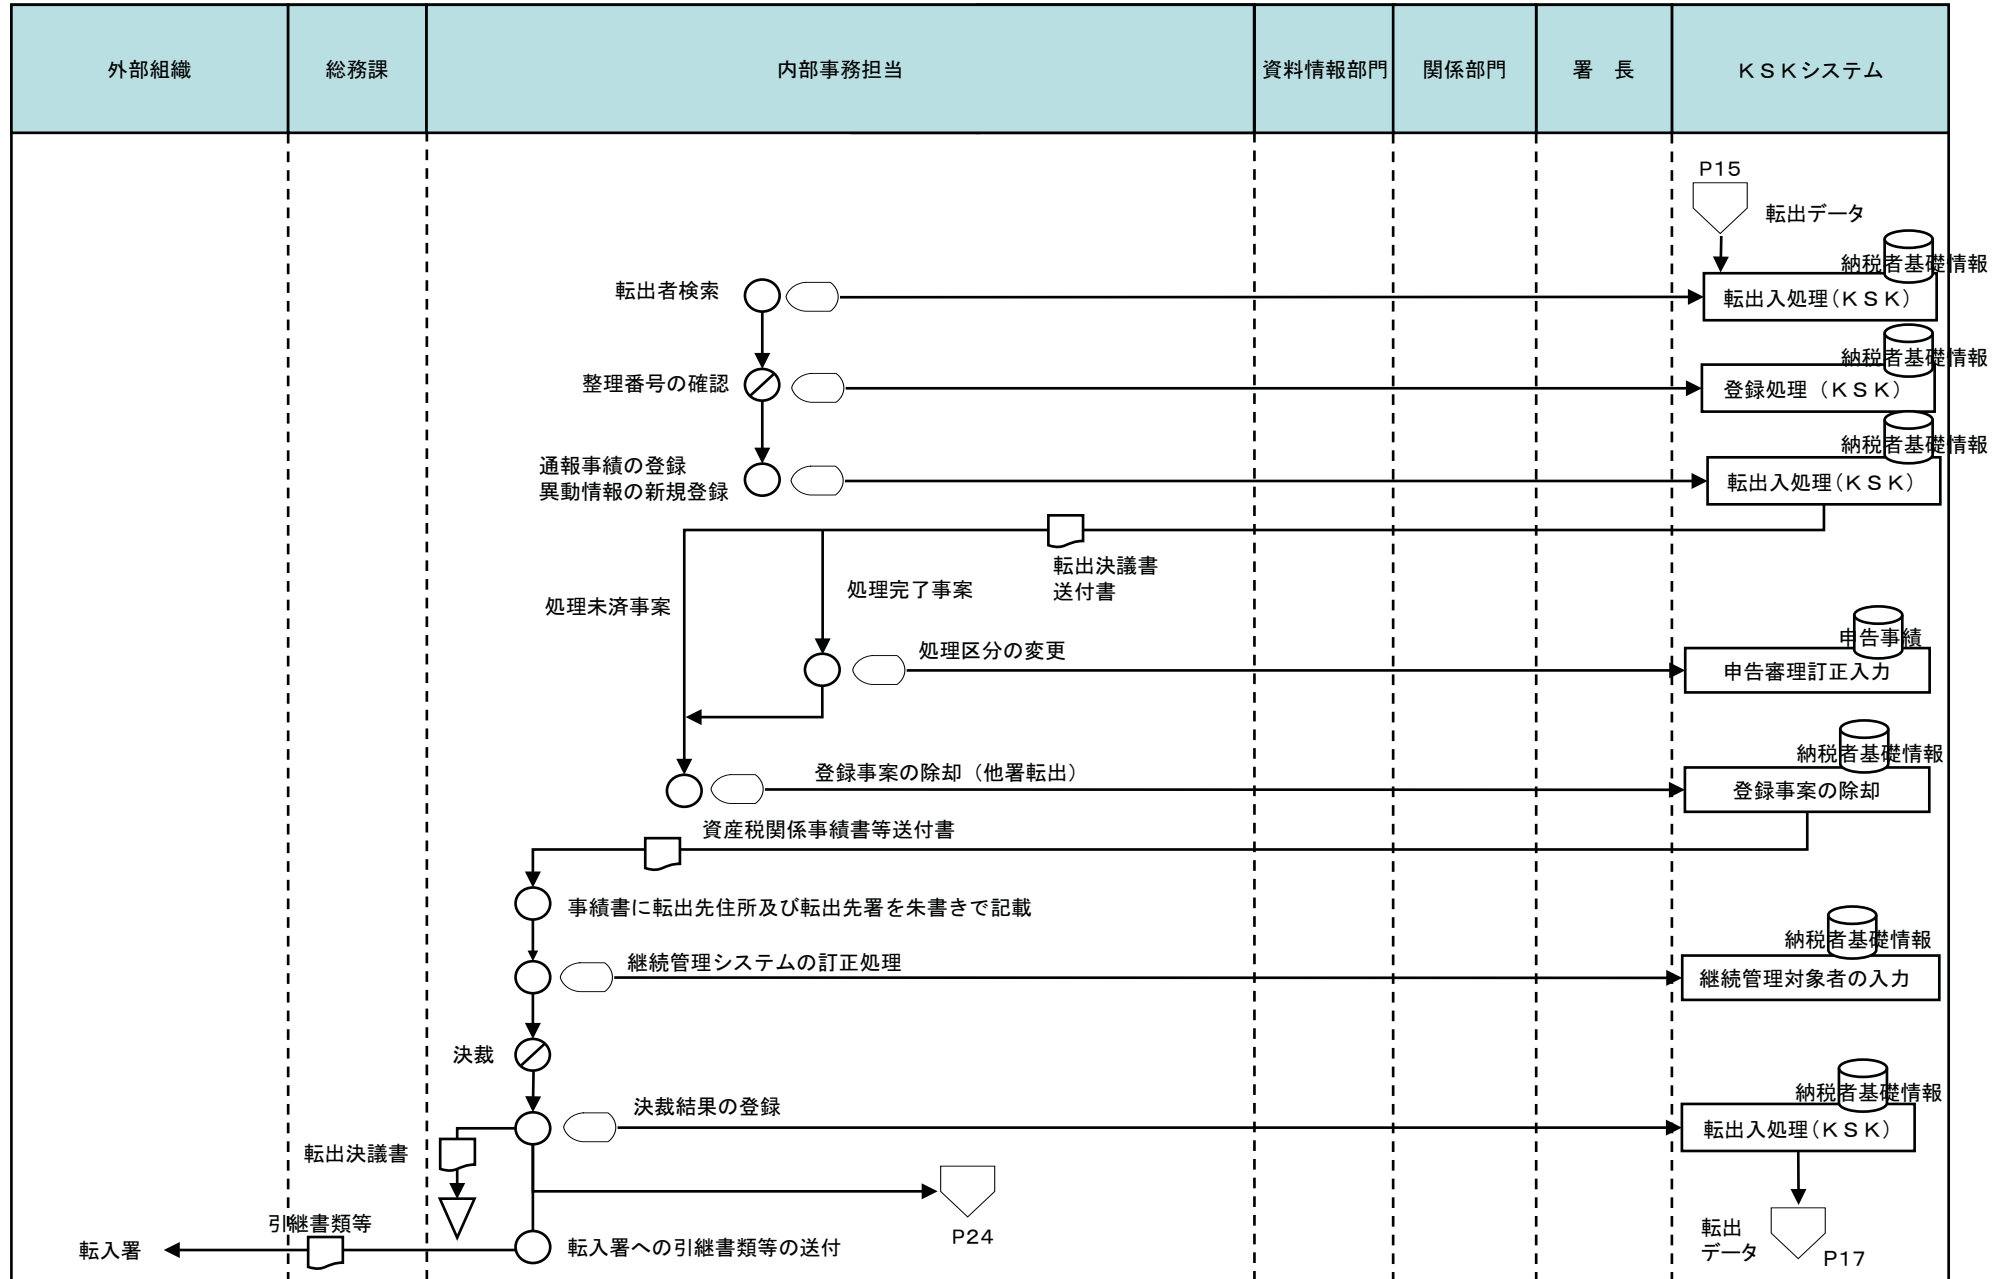 外部組織
総務課
内部事務担当
資料情報部門
関係部門
署　長
ＫＳＫシステム
P15
転出データ
納税者基礎情報
転出者検索
転出入処理（ＫＳＫ）
納税者基礎情報
整理番号の確認
登録処理（ＫＳＫ）
納税者基礎情報
通報事績の登録
異動情報の新規登録
転出入処理（ＫＳＫ）
転出決議書
送付書
処理完了事案
処理未済事案
申告事績
処理区分の変更
申告審理訂正入力
納税者基礎情報
登録事案の除却（他署転出）
登録事案の除却
資産税関係事績書等送付書
事績書に転出先住所及び転出先署を朱書きで記載
納税者基礎情報
継続管理システムの訂正処理
継続管理対象者の入力
決裁
納税者基礎情報
決裁結果の登録
転出入処理（ＫＳＫ）
転出決議書
引継書類等
P24
転出
データ
P17
転入署
転入署への引継書類等の送付